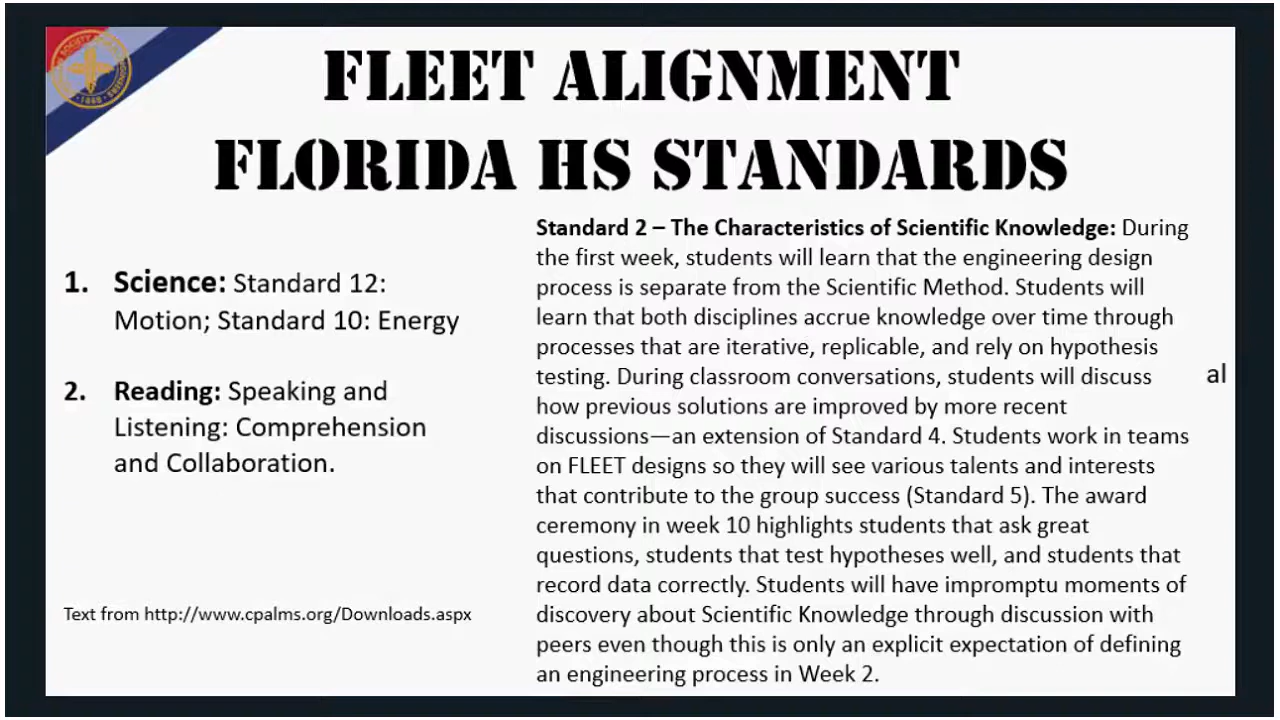 FLEET ALIGNMENT
FLORIDA HS STANDARDS
1. Science: Standard 12:
Motion; Standard 10: Energy
2. Reading: Speaking and
Listening: Comprehension
and Collaboration.
Text from http://www.cpalms.org/Downloads.aspx
Standard 2 – The Characteristics of Scientific Knowledge: During
the first week, students will learn that the engineering design
process is separate from the Scientific Method. Students will
learn that both disciplines accrue knowledge over time through
processes that are iterative, replicable, and rely on hypothesis
testing. During classroom conversations, students will discuss
how previous solutions are improved by more recent
discussions—an extension of Standard 4. Students work in teams
on FLEET designs so they will see various talents and interests
that contribute to the group success (Standard 5). The award
ceremony in week 10 highlights students that ask great
questions, students that test hypotheses well, and students that
record data correctly. Students will have impromptu moments of
discovery about Scientific Knowledge through discussion with
peers even though this is only an explicit expectation of defining
an engineering process in Week 2.
al